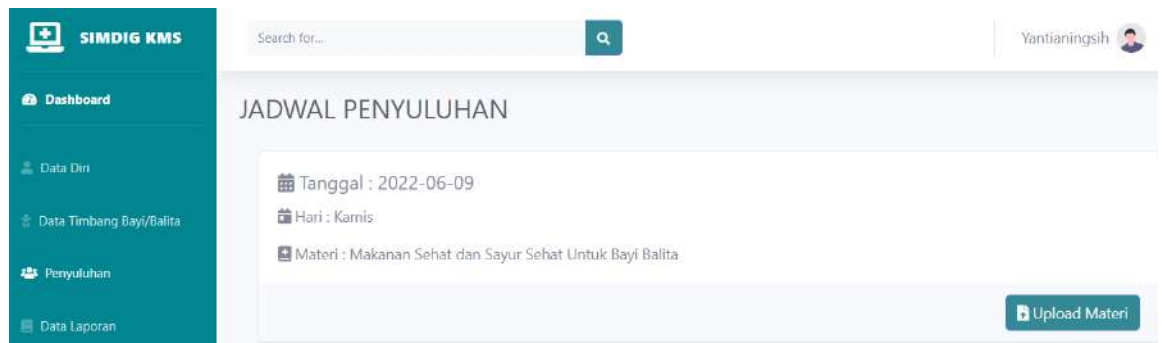 SIMDIG KMS
Search for...
Yantianingsih
Dashboard
JADWAL PENYULUHAN
Data Diri
Tanggal : 2022-06-09
Hari : Kamis
Data Timbang Bayi/Balita
Materi : Makanan Sehat dan Sayur Sehat Untuk Bayi Balita
Penyuluhan
Upload Materi
Data Laporan